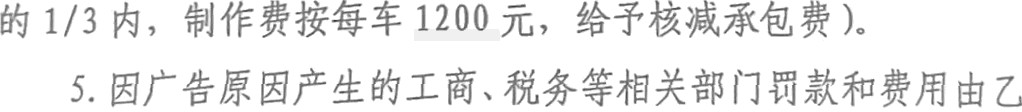 的 1/3 内，制作费按每车 1200 元，给予核减承包费）。
5. 因广告原因产生的工商、税务等相关部门罚款和费用由乙